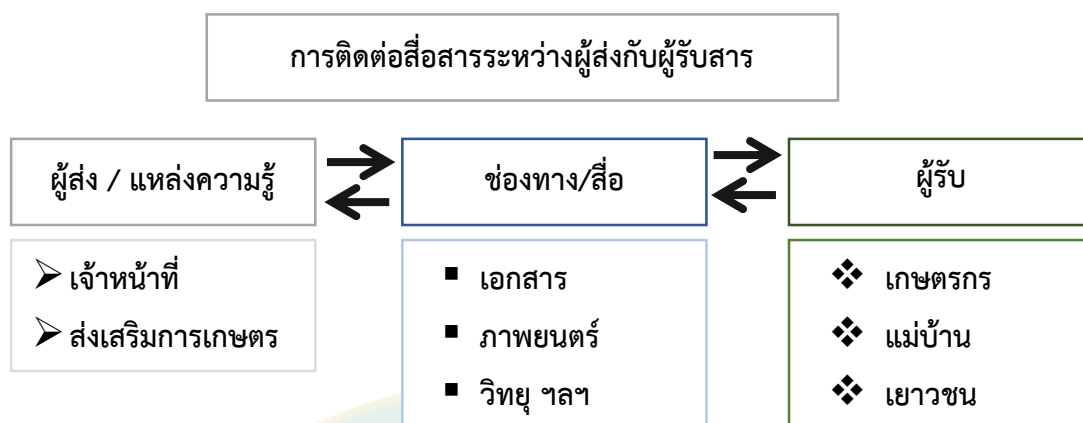 การติดต่อสื่อสารระหว่างผู้ส่งกับผู้รับสาร
ผู้ส่ง / แหล่งความรู้
ช่องทาง/สื่อ
ผู้รับ
เจ้าหน้าที่
ส่งเสริมการเกษตร
เอกสาร
ภาพยนตร์
วิทยุ ฯลฯ
เกษตรกร
แม่บ้าน
เยาวชน